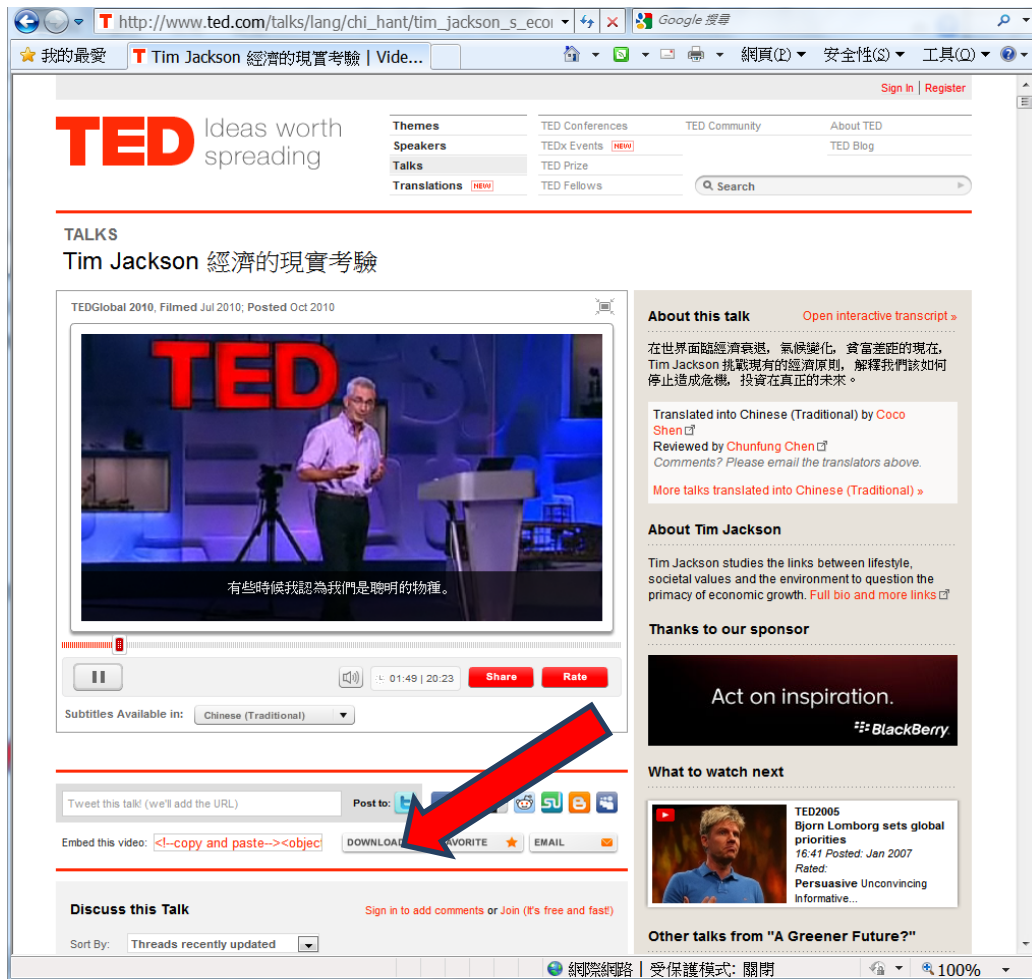 http://www.ted.com/talks/lang/chi_hant/tim_jackson_s_ecoı
Google 搜尋
我的最愛
Tim Jackson 經濟的現實考驗 | Vide...
網頁(P)
安全性(S)
工具(O)
Sign In | Register
TED
Ideas worth
spreading
Themes
Speakers
Talks
Translations NEW
TED Conferences
TEDx Events NEW
TED Prize
TED Fellows
TED Community
About TED
TED Blog
Search
TALKS
Tim Jackson 經濟的現實考驗
TEDGlobal 2010, Filmed Jul 2010; Posted Oct 2010
TED
有些時候我認為我們是聰明的物種。
01:49 | 20:23
Share
Rate
Subtitles Available in: Chinese (Traditional)
Tweet this talk! (we'll add the URL)
Post to:
Embed this video: <!--copy and paste--><objec
DOWNLOAD
AVORITE
EMAIL
Discuss this Talk
Sign in to add comments or Join (It's free and fast!)
Sort By: Threads recently updated
About this talk
Open interactive transcript »
在世界面臨經濟衰退，氣候變化，貧富差距的現在，
Tim Jackson 挑戰現有的經濟原則，解釋我們該如何
停止造成危機，投資在真正的未來。
Translated into Chinese (Traditional) by Coco
Shen
Reviewed by Chunfung Chen
Comments? Please email the translators above.
More talks translated into Chinese (Traditional) »
About Tim Jackson
Tim Jackson studies the links between lifestyle,
societal values and the environment to question the
primacy of economic growth. Full bio and more links
Thanks to our sponsor
Act on inspiration.
BlackBerry.
What to watch next
TED2005
Bjorn Lomborg sets global
priorities
16:41 Posted: Jan 2007
Rated:
Persuasive Unconvincing
Informative...
Other talks from "A Greener Future?"
網際網路 | 受保護模式: 關閉
100%